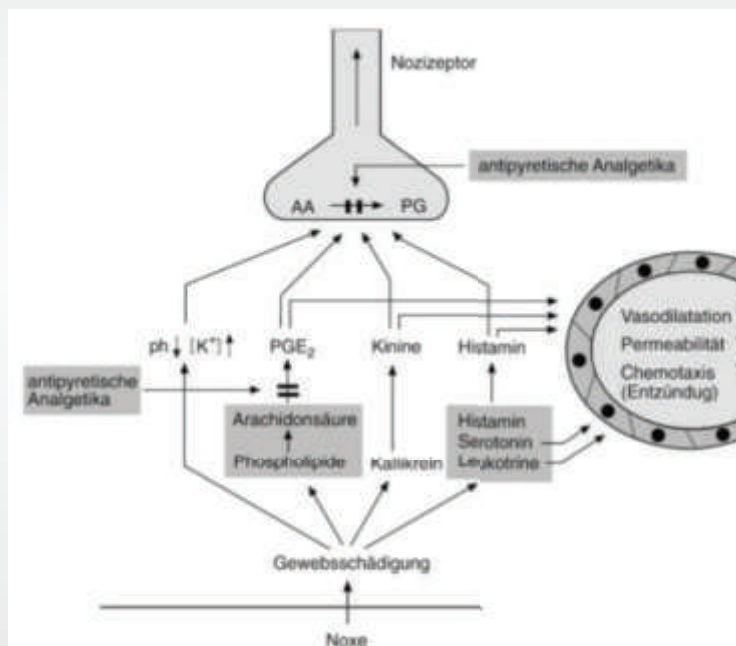 Nozizeptor
antipyretische Analgetika
AA
PG
Vasodilatation
Permeabilität
Chemotaxis
(Entzündug)
ph↓ [K⁺]↑
PGE₂
Kinine
Histamin
antipyretische
Analgetika
Arachidonsäure
Phospholipide
Kallikrein
Histamin
Serotonin
Leukotrine
Gewebsschädigung
Noxe